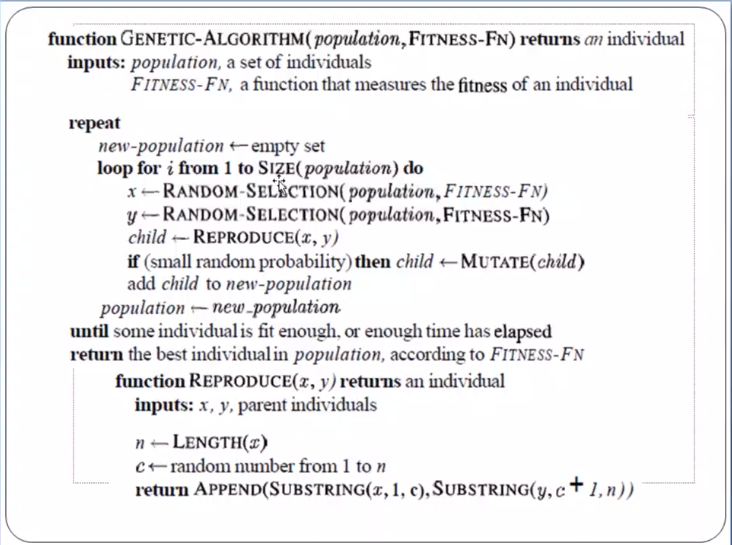 function GENETIC-ALGORITHM( population, FITNESS-FN) returns an individual
inputs: population, a set of individuals
FITNESS-FN, a function that measures the fitness of an individual
repeat
new-population ← empty set
loop for i from 1 to SIZE( population) do
x ← RANDOM-SELECTION( population, FITNESS-FN)
y ← RANDOM-SELECTION( population, FITNESS-FN)
child ← REPRODUCE(x, y)
if (small random probability) then child ← MUTATE(child)
add child to new-population
population ← new_population
until some individual is fit enough, or enough time has elapsed
return the best individual in population, according to FITNESS-FN
function REPRODUCE(x, y) returns an individual
inputs: x, y, parent individuals
n ← LENGTH(x)
c ← random number from 1 to n
return APPEND(SUBSTRING(x, 1, c), SUBSTRING(y, c + 1, n))